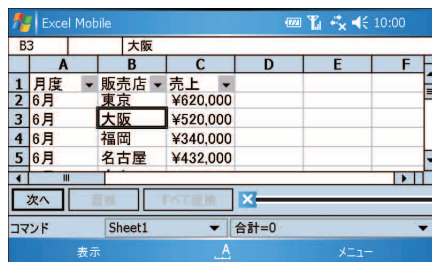 Excel Mobile 10:00
B3 大阪
A B C D E F
1 月度 販売店 売上
2 6月 東京 ¥620,000
3 6月 大阪 ¥520,000
4 6月 福岡 ¥340,000
5 6月 名古屋 ¥432,000
次へ 置換 すべて置換
コマンド Sheet1 合計=0
表示 A メニュー